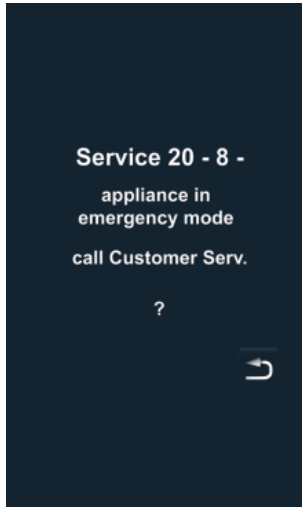 Service 20 - 8 -
appliance in
emergency mode
call Customer Serv.
?